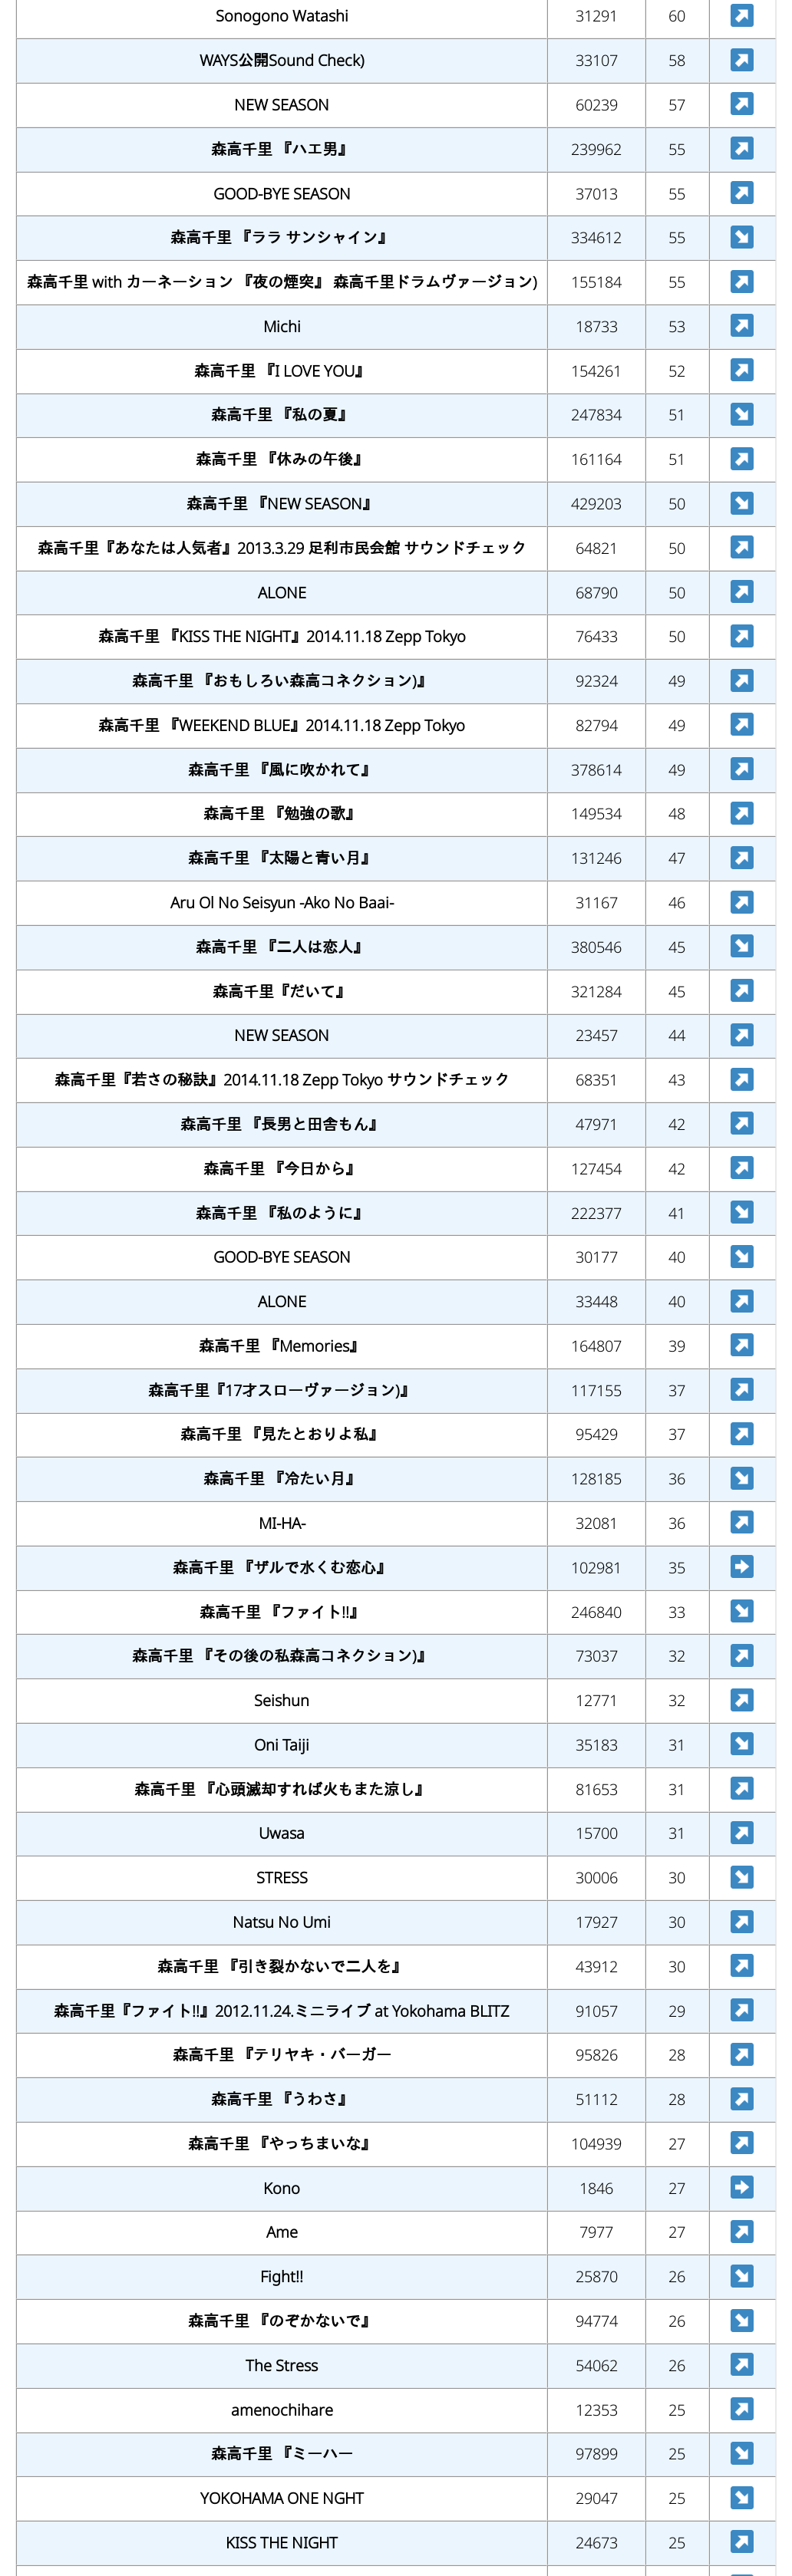 Sonogono Watashi 31291 60
WAYS公開Sound Check) 33107 58
NEW SEASON 60239 57
森高千里 『ハエ男』 239962 55
GOOD-BYE SEASON 37013 55
森高千里 『ララ サンシャイン』 334612 55
森高千里 with カーネーション 『夜の煙突』 森高千里ドラムヴァージョン) 155184 55
Michi 18733 53
森高千里 『I LOVE YOU』 154261 52
森高千里 『私の夏』 247834 51
森高千里 『休みの午後』 161164 51
森高千里 『NEW SEASON』 429203 50
森高千里『あなたは人気者』2013.3.29 足利市民会館 サウンドチェック 64821 50
ALONE 68790 50
森高千里 『KISS THE NIGHT』2014.11.18 Zepp Tokyo 76433 50
森高千里 『おもしろい森高コネクション)』 92324 49
森高千里 『WEEKEND BLUE』2014.11.18 Zepp Tokyo 82794 49
森高千里 『風に吹かれて』 378614 49
森高千里 『勉強の歌』 149534 48
森高千里 『太陽と青い月』 131246 47
Aru Ol No Seisyun -Ako No Baai- 31167 46
森高千里 『二人は恋人』 380546 45
森高千里『だいて』 321284 45
NEW SEASON 23457 44
森高千里『若さの秘訣』2014.11.18 Zepp Tokyo サウンドチェック 68351 43
森高千里 『長男と田舎もん』 47971 42
森高千里 『今日から』 127454 42
森高千里 『私のように』 222377 41
GOOD-BYE SEASON 30177 40
ALONE 33448 40
森高千里 『Memories』 164807 39
森高千里『17才スローヴァージョン)』 117155 37
森高千里 『見たとおりよ私』 95429 37
森高千里 『冷たい月』 128185 36
MI-HA- 32081 36
森高千里 『ザルで水くむ恋心』 102981 35
森高千里 『ファイト!!』 246840 33
森高千里 『その後の私森高コネクション)』 73037 32
Seishun 12771 32
Oni Taiji 35183 31
森高千里 『心頭滅却すれば火もまた涼し』 81653 31
Uwasa 15700 31
STRESS 30006 30
Natsu No Umi 17927 30
森高千里 『引き裂かないで二人を』 43912 30
森高千里『ファイト!!』2012.11.24.ミニライブ at Yokohama BLITZ 91057 29
森高千里 『テリヤキ・バーガー 95826 28
森高千里 『うわさ』 51112 28
森高千里 『やっちまいな』 104939 27
Kono 1846 27
Ame 7977 27
Fight!! 25870 26
森高千里 『のぞかないで』 94774 26
The Stress 54062 26
amenochihare 12353 25
森高千里 『ミーハー 97899 25
YOKOHAMA ONE NGHT 29047 25
KISS THE NIGHT 24673 25